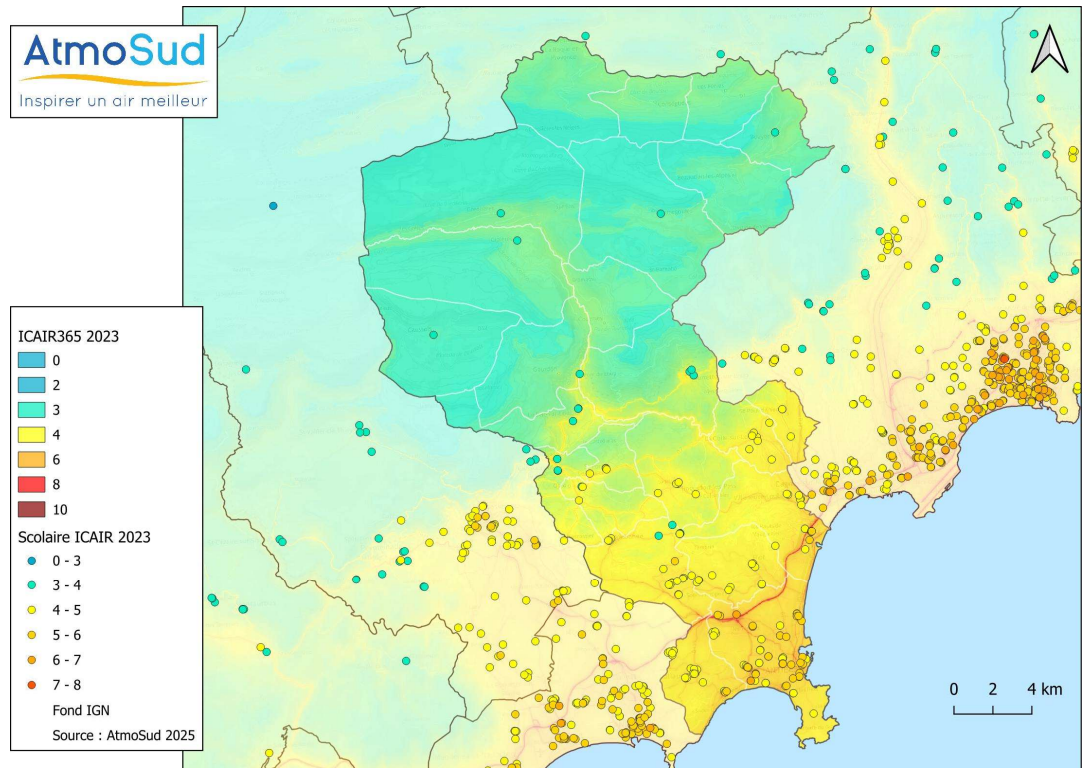 AtmoSud
Inspirer un air meilleur
ICAIR365 2023
0
2
3
4
6
8
10
Scolaire ICAIR 2023
0 - 3
3 - 4
4 - 5
5 - 6
6 - 7
7 - 8
Fond IGN
Source : AtmoSud 2025
0 2 4 km